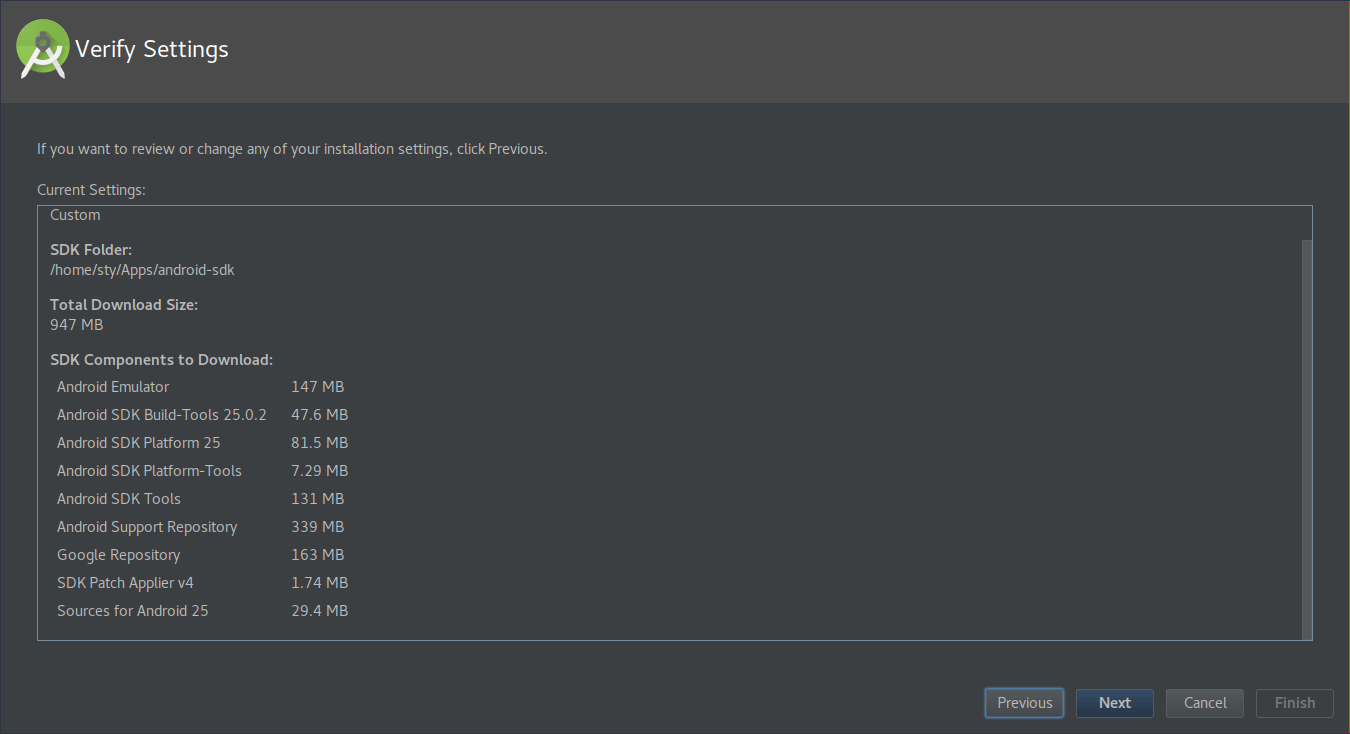 Verify Settings
If you want to review or change any of your installation settings, click Previous.
Current Settings:
Custom
SDK Folder:
/home/sty/Apps/android-sdk
Total Download Size:
947 MB
SDK Components to Download:
Android Emulator 147 MB
Android SDK Build-Tools 25.0.2 47.6 MB
Android SDK Platform 25 81.5 MB
Android SDK Platform-Tools 7.29 MB
Android SDK Tools 131 MB
Android Support Repository 339 MB
Google Repository 163 MB
SDK Patch Applier v4 1.74 MB
Sources for Android 25 29.4 MB
Previous Next Cancel Finish